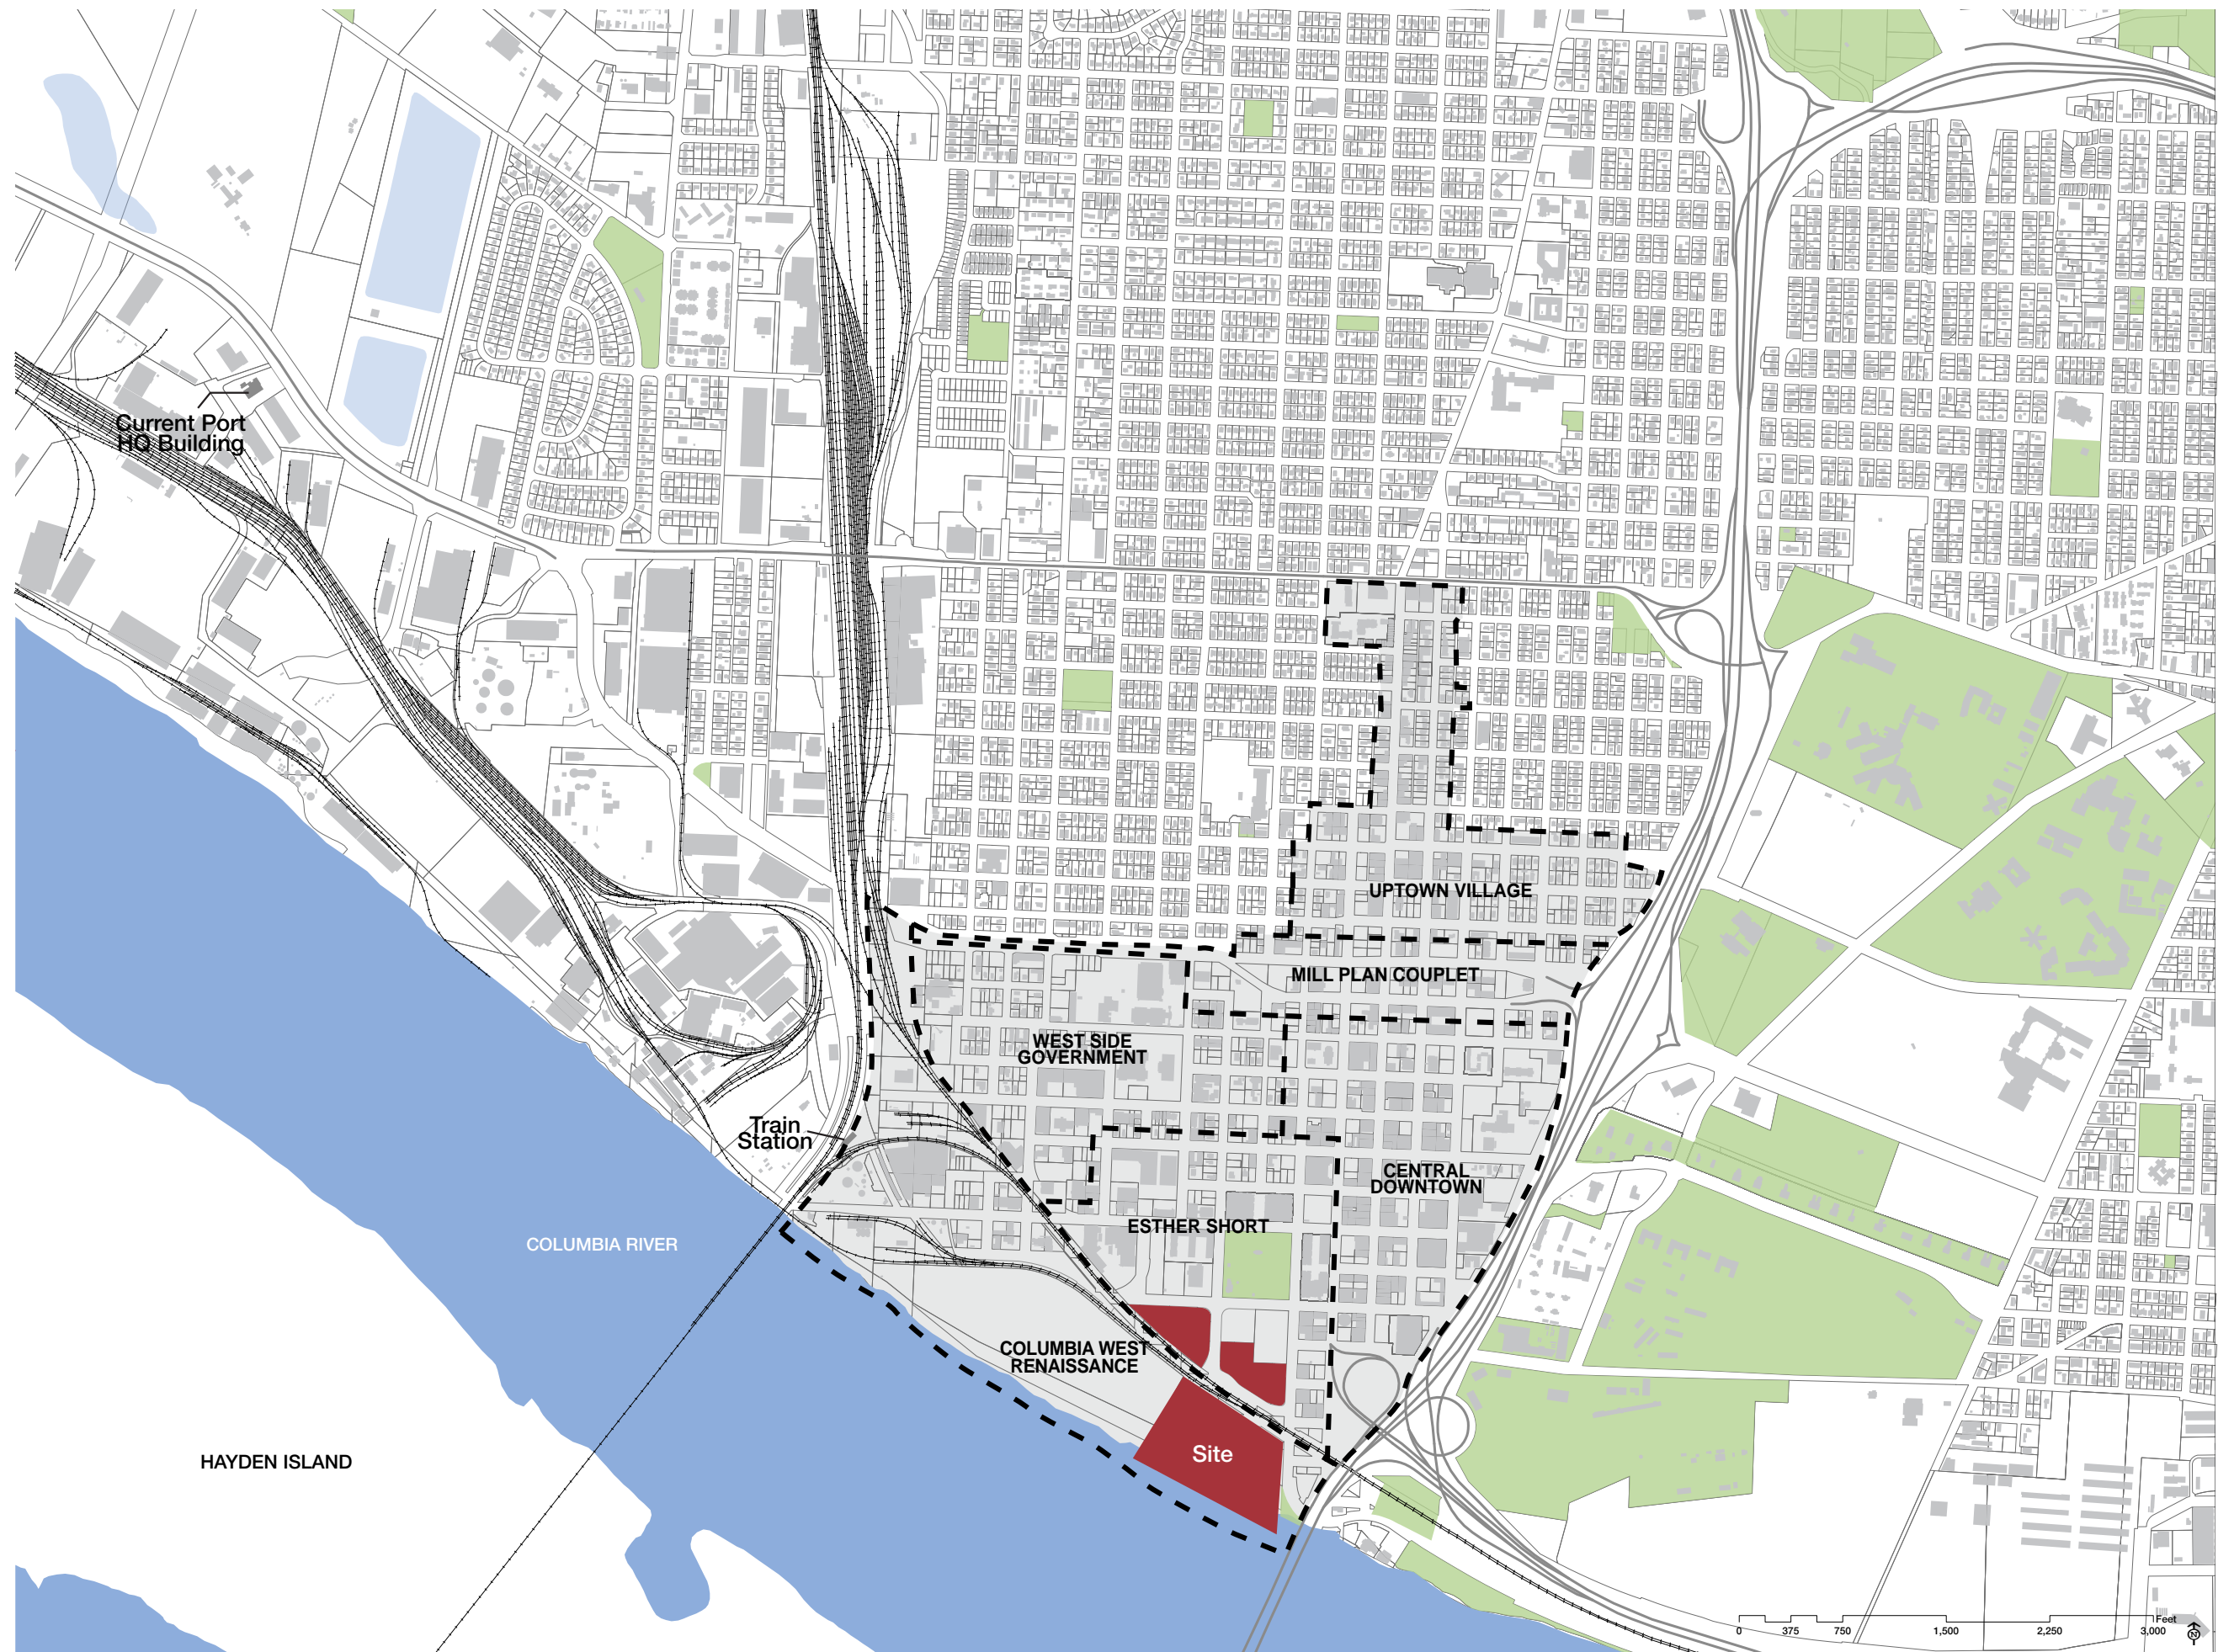 Current Port
HQ Building
UPTOWN VILLAGE
MILL PLAN COUPLET
WEST SIDE
GOVERNMENT
Train
Station
CENTRAL
DOWNTOWN
ESTHER SHORT
COLUMBIA RIVER
COLUMBIA WEST
RENAISSANCE
Site
HAYDEN ISLAND
Feet
0 375 750 1,500 2,250 3,000
N